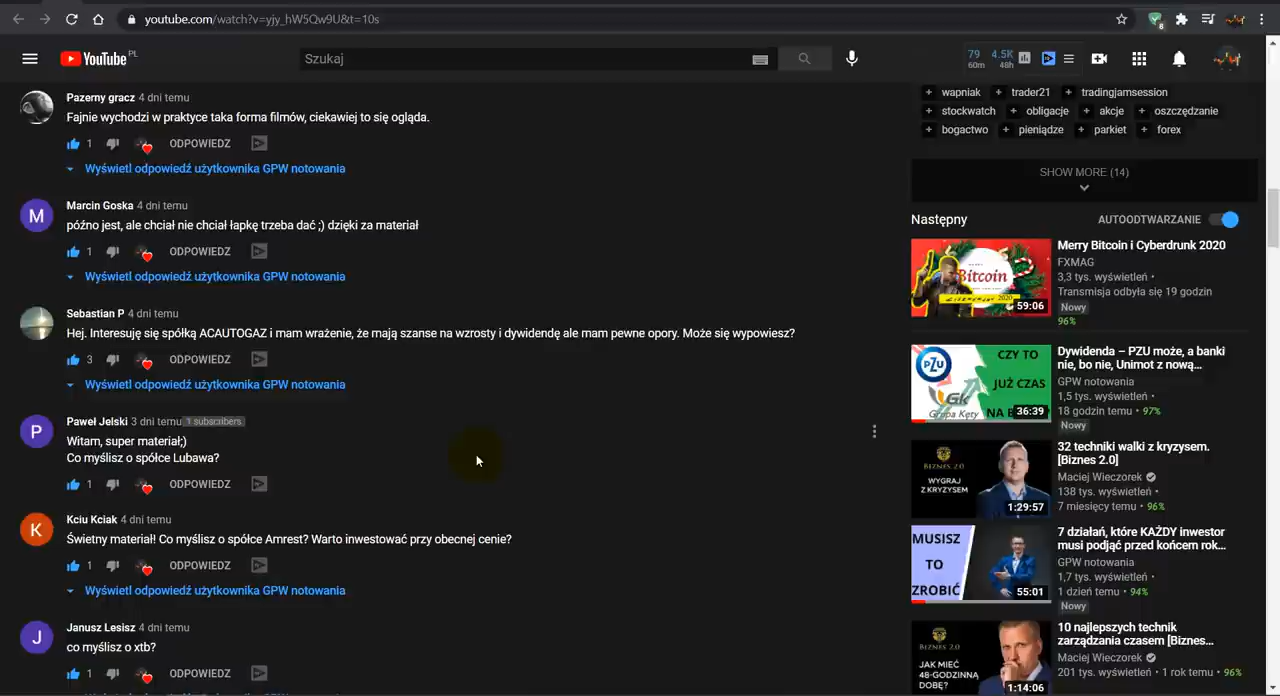 youtube.com/watch?v=yjy_hW5Qw9U&t=10s
6
YouTube PL
Szukaj
79 60m 4.5K 48h
Pazerny gracz 4 dni temu
Fajnie wychodzi w praktyce taka forma filmów, ciekawiej to się ogląda.
1 ODPOWIEDZ
Wyświetl odpowiedź użytkownika GPW notowania
M
Marcin Goska 4 dni temu
późno jest, ale chciał nie chciał łapkę trzeba dać ;) dzięki za materiał
1 ODPOWIEDZ
Wyświetl odpowiedź użytkownika GPW notowania
Sebastian P 4 dni temu
Hej. Interesuję się spółką ACAUTOGAZ i mam wrażenie, że mają szanse na wzrosty i dywidendę ale mam pewne opory. Może się wypowiesz?
3 ODPOWIEDZ
Wyświetl odpowiedź użytkownika GPW notowania
P
Paweł Jelski 3 dni temu 1 subscribers
Witam, super materiał;)
Co myślisz o spółce Lubawa?
1 ODPOWIEDZ
K
Kciu Kciak 4 dni temu
Świetny materiał! Co myślisz o spółce Amrest? Warto inwestować przy obecnej cenie?
1 ODPOWIEDZ
Wyświetl odpowiedź użytkownika GPW notowania
J
Janusz Lesisz 4 dni temu
co myślisz o xtb?
1 ODPOWIEDZ
+ wapniak + trader21 + tradingjamsession
+ stockwatch + obligacje + akcje + oszczędzanie
+ bogactwo + pieniądze + parkiet + forex
SHOW MORE (14)
Następny AUTOODTWARZANIE
Bitcoin
2020
59:06
Merry Bitcoin i Cyberdrunk 2020
FXMAG
3,3 tys. wyświetleń •
Transmisja odbyła się 19 godzin
Nowy
96%
PZU
CZY TO
JUŻ CZAS
NA B
Grupa Kęty
36:39
Dywidenda – PZU może, a banki
nie, bo nie, Unimot z nową...
GPW notowania
1,5 tys. wyświetleń •
18 godzin temu • 97%
Nowy
BIZNES 2.0
WYGRAJ
Z KRYZYSEM
1:29:57
32 techniki walki z kryzysem.
[Biznes 2.0]
Maciej Wieczorek
138 tys. wyświetleń •
7 miesięcy temu • 96%
MUSISZ
TO
ZROBIĆ
55:01
7 działań, które KAŻDY inwestor
musi podjąć przed końcem rok...
GPW notowania
1,7 tys. wyświetleń •
1 dzień temu • 94%
Nowy
BIZNES 2.0
JAK MIEĆ
48-GODZINNĄ
DOBĘ?
1:14:06
10 najlepszych technik
zarządzania czasem [Biznes...
Maciej Wieczorek
201 tys. wyświetleń • 1 rok temu • 96%